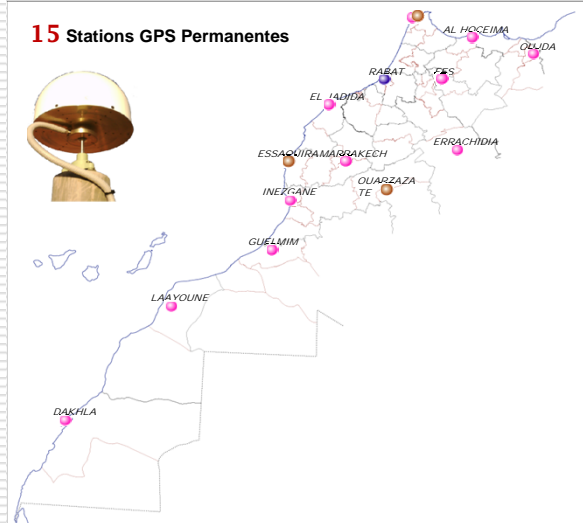 15 Stations GPS Permanentes
AL HOCEIMA
OUJDA
RABAT
FES
EL JADIDA
ERRACHIDIA
ESSAOUIRA
MARRAKECH
OUARZAZA
TE
INEZGANE
GUELMIM
LAAYOUNE
DAKHLA